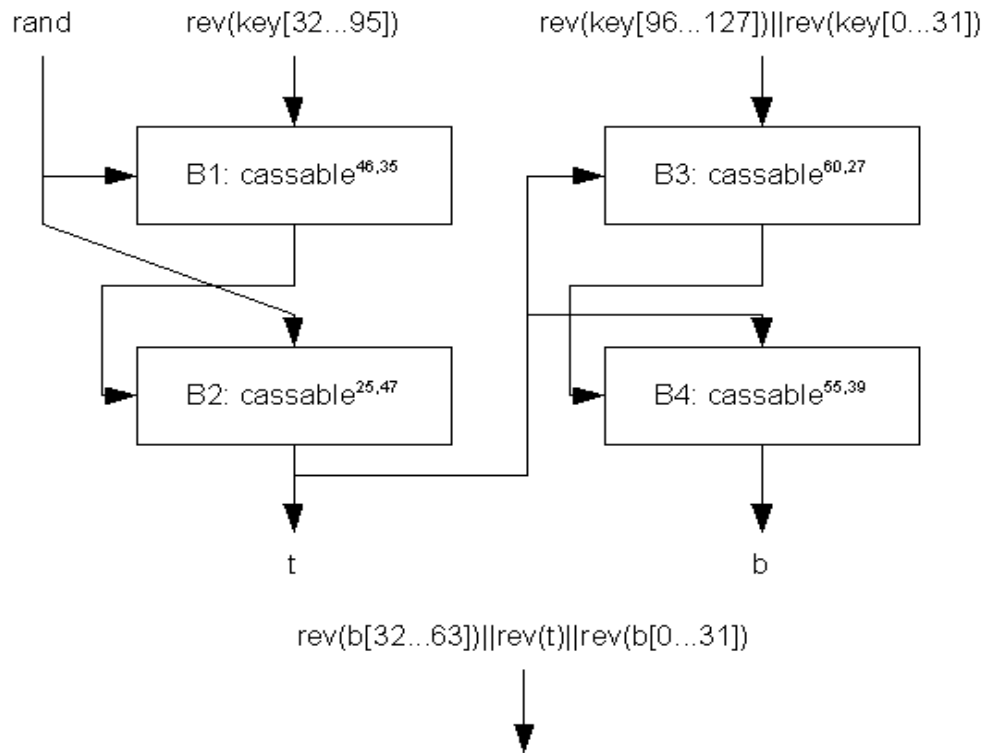 rand rev(key[32...95]) rev(key[96...127])||rev(key[0...31])
B1: cassable46,35 B3: cassable60,27
B2: cassable25,47 B4: cassable55,39
t b
rev(b[32...63])||rev(t)||rev(b[0...31])